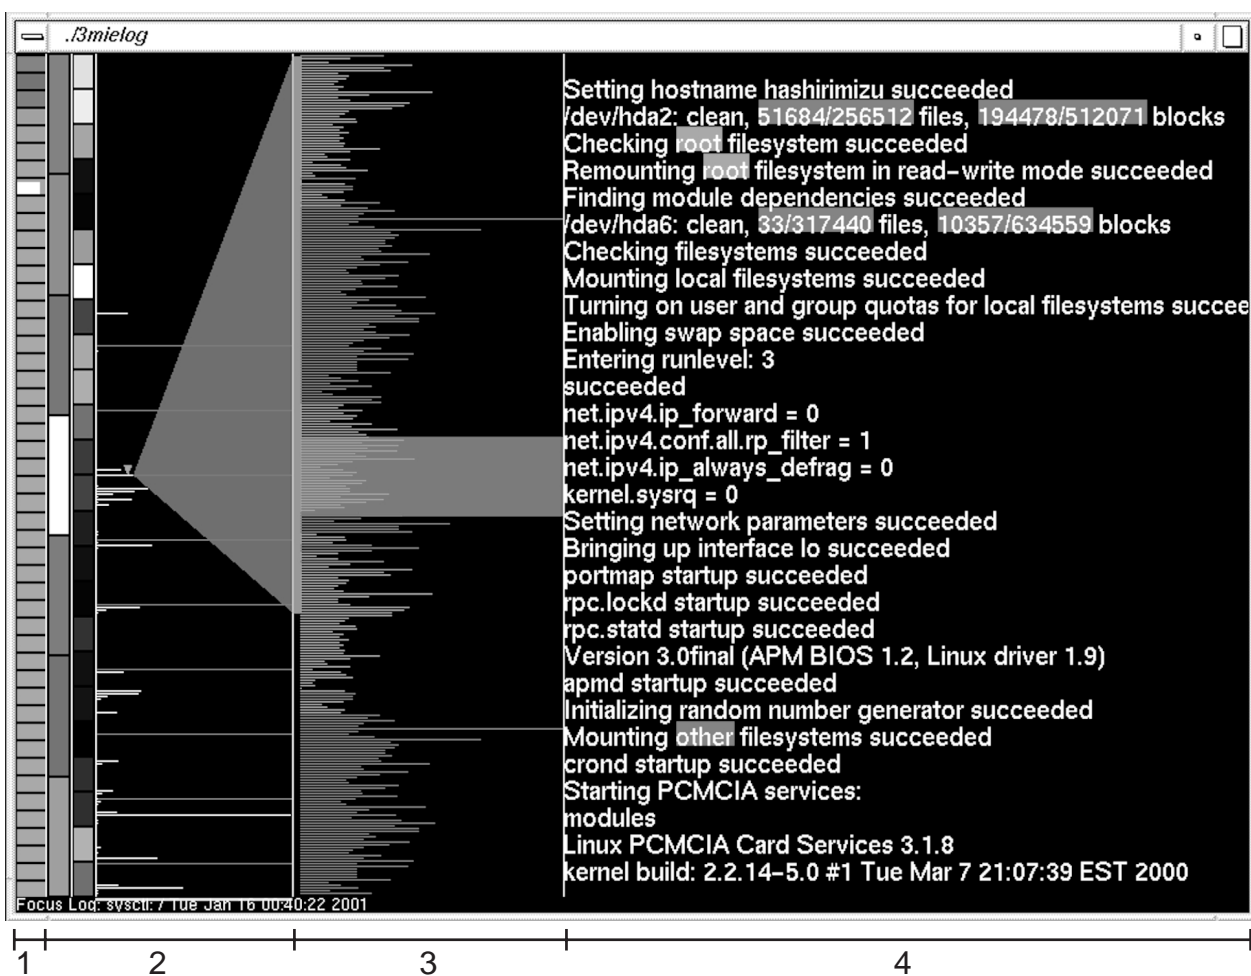 ./3mielog
Setting hostname hashirimizu succeeded
/dev/hda2: clean, 51684/256512 files, 194478/512071 blocks
Checking root filesystem succeeded
Remounting root filesystem in read-write mode succeeded
Finding module dependencies succeeded
/dev/hda6: clean, 33/317440 files, 10357/634559 blocks
Checking filesystems succeeded
Mounting local filesystems succeeded
Turning on user and group quotas for local filesystems succee
Enabling swap space succeeded
Entering runlevel: 3
succeeded
net.ipv4.ip_forward = 0
net.ipv4.conf.all.rp_filter = 1
net.ipv4.ip_always_defrag = 0
kernel.sysrq = 0
Setting network parameters succeeded
Bringing up interface lo succeeded
portmap startup succeeded
rpc.lockd startup succeeded
rpc.statd startup succeeded
Version 3.0final (APM BIOS 1.2, Linux driver 1.9)
apmd startup succeeded
Initializing random number generator succeeded
Mounting other filesystems succeeded
crond startup succeeded
Starting PCMCIA services:
modules
Linux PCMCIA Card Services 3.1.8
kernel build: 2.2.14-5.0 #1 Tue Mar 7 21:07:39 EST 2000
Focus Log: sysctl: / Tue Jan 16 00:40:22 2001
1 2 3 4